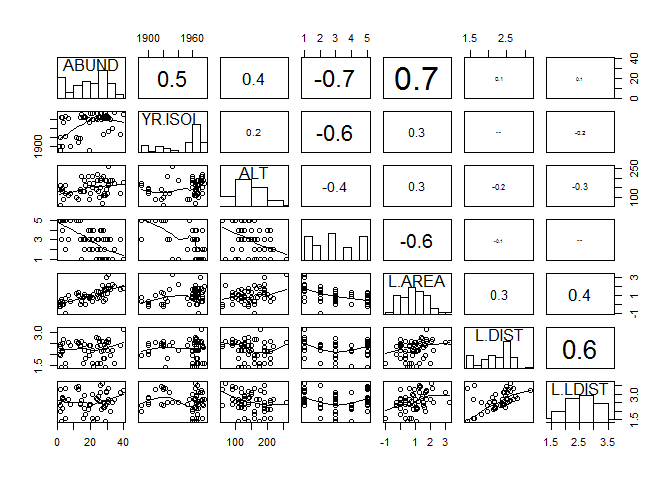 1900 1960 1 2 3 4 5 1.5 2.5
ABUND 0.5 0.4 -0.7 0.7 0.1 0.1 0 20 40
1900 YR.ISOL 0.2 -0.6 0.3 -0.2
ALT -0.4 0.3 -0.2 -0.3 100 250
1 3 5 -0.6 -0.1
L.AREA 0.3 0.4 -1 1 3
1.5 3.0 L.DIST 0.6
L.LDIST 1.5 3.0
0 20 40 100 200 -1 1 2 3 1.5 2.5 3.5